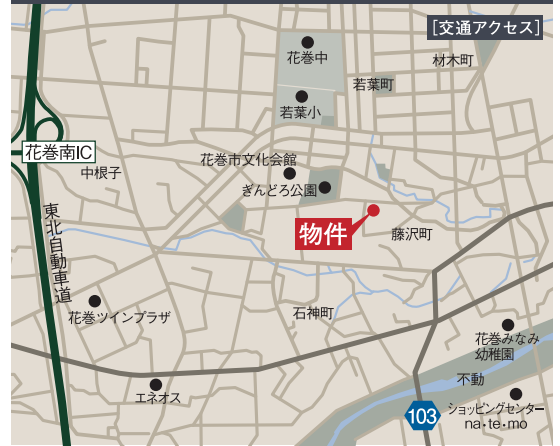 [交通アクセス]
花巻中
材木町
若葉町
若葉小
花巻南IC
中根子
花巻市文化会館
ぎんどろ公園
物件
藤沢町
東北自動車道
花巻ツインプラザ
石神町
花巻みなみ
幼稚園
不動
エネオス
103
ショッピングセンター
na・te・mo